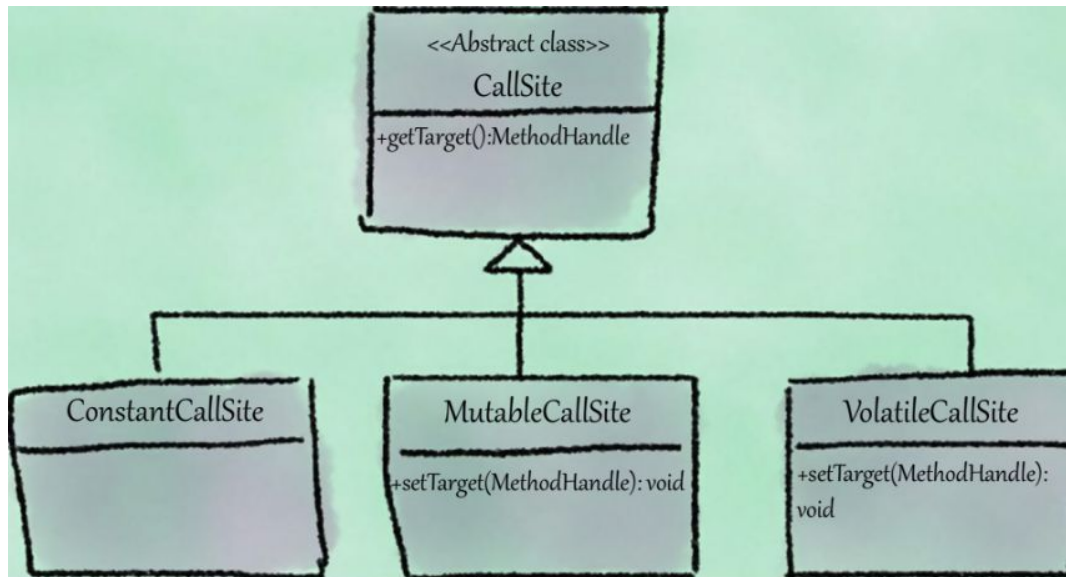 <<Abstract class>>
CallSite
+getTarget():MethodHandle
ConstantCallSite
MutableCallSite
+setTarget(MethodHandle): void
VolatileCallSite
+setTarget(MethodHandle):
void